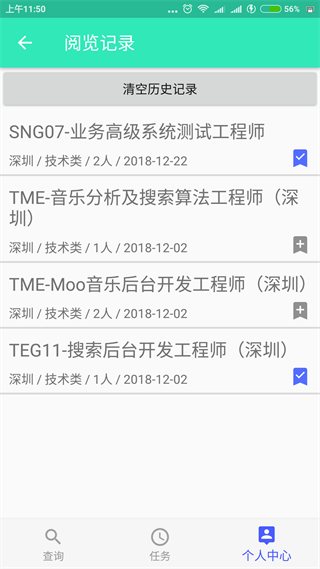 上午11:50
56%
阅览记录
清空历史记录
SNG07-业务高级系统测试工程师
深圳 / 技术类 / 2人 / 2018-12-22
TME-音乐分析及搜索算法工程师（深
圳）
深圳 / 技术类 / 1人 / 2018-12-02
TME-Moo音乐后台开发工程师（深圳）
深圳 / 技术类 / 2人 / 2018-12-02
TEG11-搜索后台开发工程师（深圳）
深圳 / 技术类 / 1人 / 2018-12-02
查询
任务
个人中心